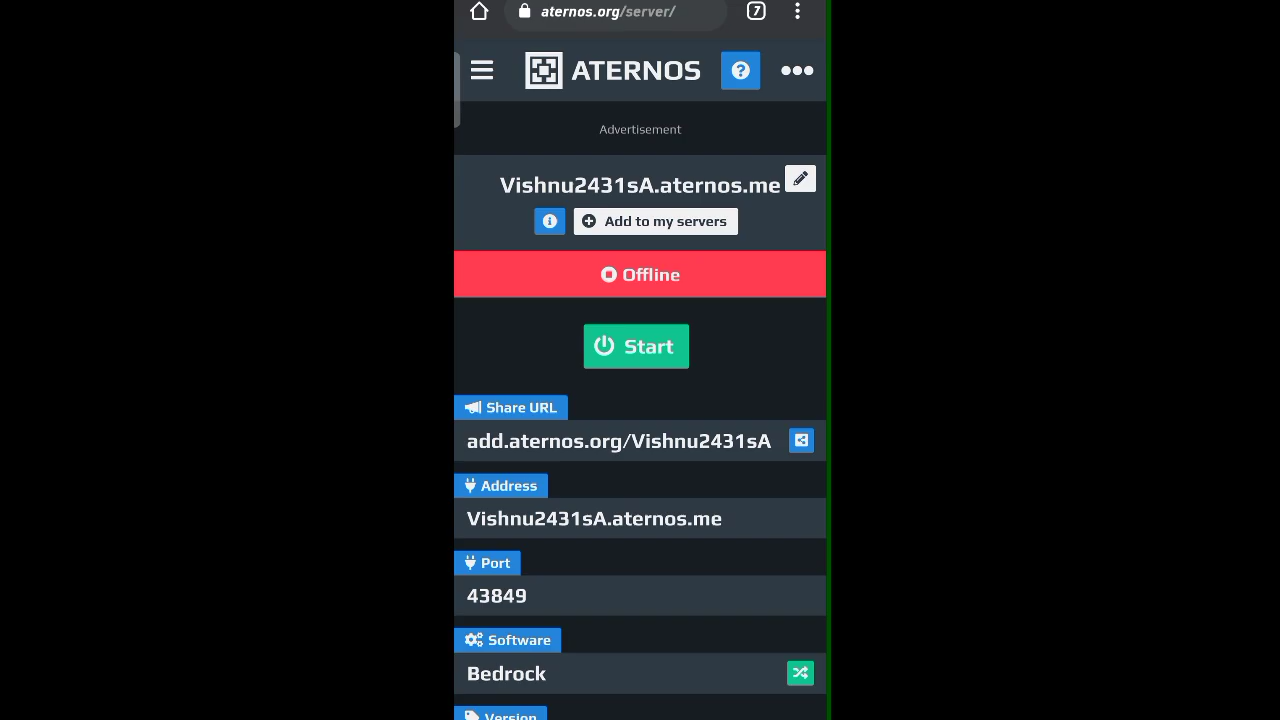 aternos.org/server/
7
ATERNOS
?
Advertisement
Vishnu2431sA.aternos.me
Add to my servers
Offline
Start
Share URL
add.aternos.org/Vishnu2431sA
Address
Vishnu2431sA.aternos.me
Port
43849
Software
Bedrock
Version